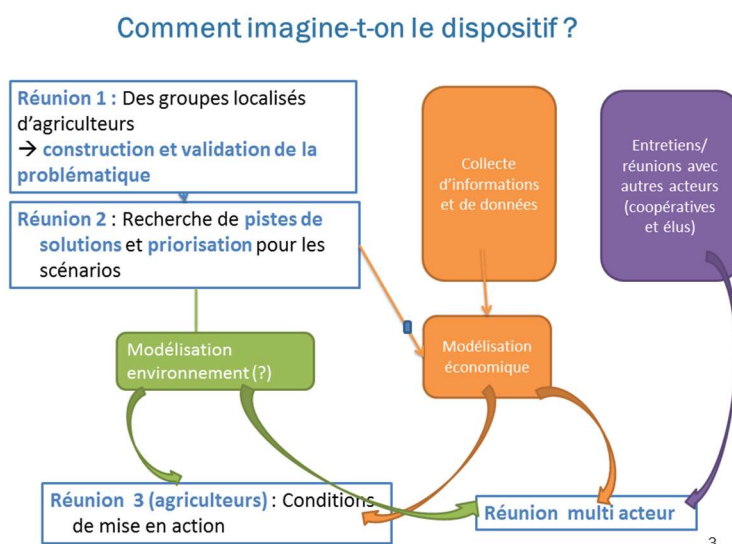 Comment imagine-t-on le dispositif ?
Réunion 1 : Des groupes localisés
d'agriculteurs
→ construction et validation de la
problématique
Réunion 2 : Recherche de pistes de
solutions et priorisation pour les
scénarios
Collecte
d'informations
et de données
Entretiens/
réunions avec
autres acteurs
(coopératives
et élus)
Modélisation
environnement (?)
Modélisation
économique
Réunion 3 (agriculteurs) : Conditions
de mise en action
Réunion multi acteur
3